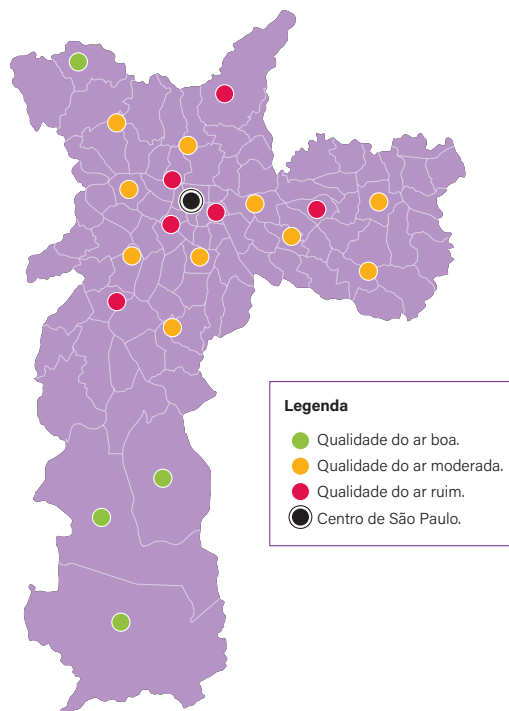 Legenda
Qualidade do ar boa.
Qualidade do ar moderada.
Qualidade do ar ruim.
Centro de São Paulo.